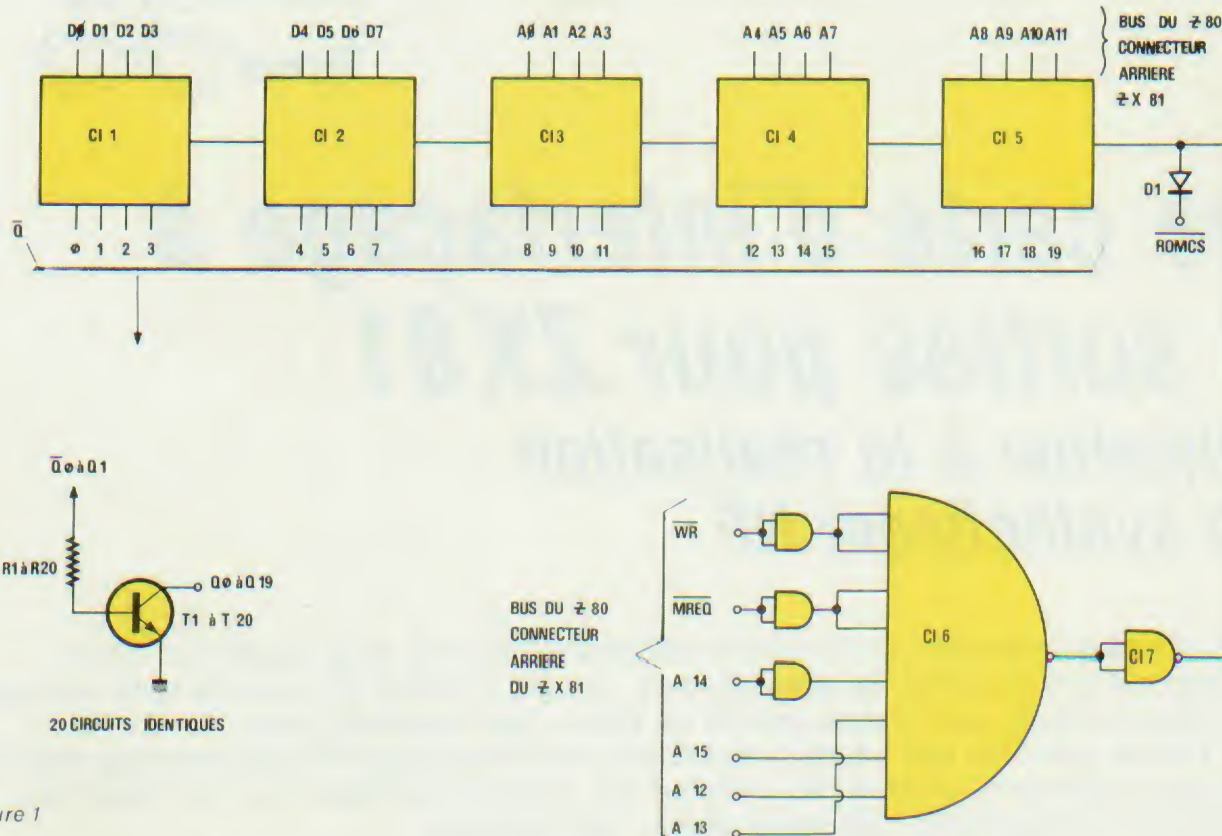 DØ D1 D2 D3
D4 D5 D6 D7
AØ A1 A2 A3
A4 A5 A6 A7
A8 A9 A10 A11
BUS DU Z 80
CONNECTEUR
ARRIERE
Z X 81
CI 1
CI 2
CI3
CI 4
CI 5
D1
ROMCS
Q̅
ø 1 2 3
4 5 6 7
8 9 10 11
12 13 14 15
16 17 18 19
Q̅ø à Q1
R1 à R20
Qø à Q19
T1 à T 20
20 CIRCUITS IDENTIQUES
BUS DU Z 80
CONNECTEUR
ARRIERE
DU Z X 81
WR
MREQ
A 14
A 15
A 12
A 13
CI 6
CI7
ure 1